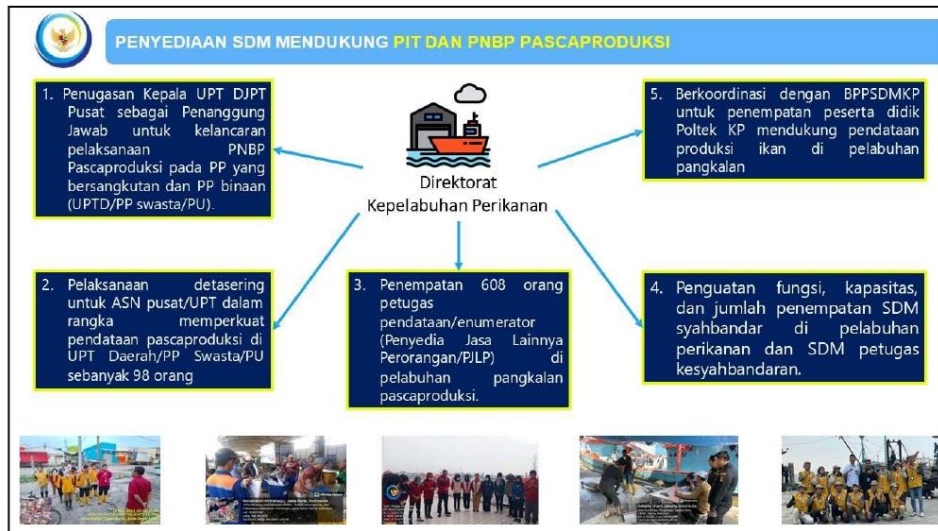 PENYEDIAAN SDM MENDUKUNG PIT DAN PNBP PASCAPRODUKSI
1. Penugasan Kepala UPT DJPT
Pusat sebagai Penanggung
Jawab untuk kelancaran
pelaksanaan PNBP
Pascaproduksi pada PP yang
bersangkutan dan PP binaan
(UPTD/PP swasta/PU).
Direktorat
Kepelabuhan Perikanan
5. Berkoordinasi dengan BPPSDMKP
untuk penempatan peserta didik
Poltek KP mendukung pendataan
produksi ikan di pelabuhan
pangkalan
2. Pelaksanaan detasering
untuk ASN pusat/UPT dalam
rangka memperkuat
pendataan pascaproduksi di
UPT Daerah/PP Swasta/PU
sebanyak 98 orang
3. Penempatan 608 orang
petugas
pendataan/enumerator
(Penyedia Jasa Lainnya
Perorangan/PJLP) di
pelabuhan pangkalan
pascaproduksi.
4. Penguatan fungsi, kapasitas,
dan jumlah penempatan SDM
syahbandar di pelabuhan
perikanan dan SDM petugas
kesyahbandaran.